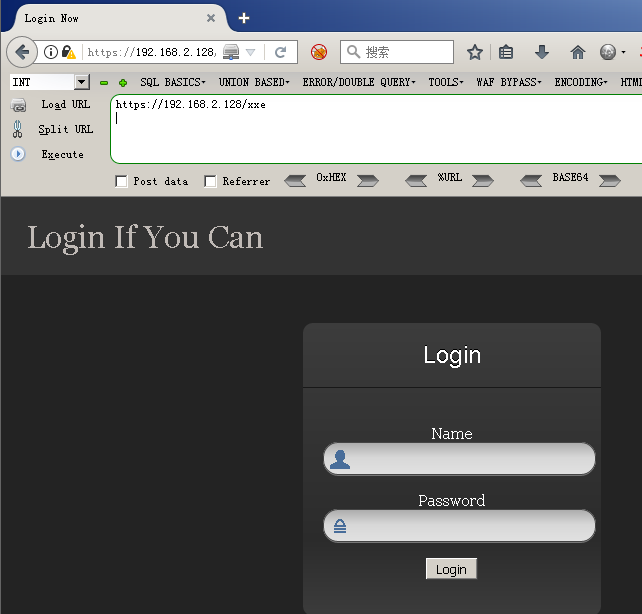 Login Now
https://192.168.2.128,
搜索
INT SQL BASICS UNION BASED ERROR/DOUBLE QUERY TOOLS WAF BYPASS ENCODING HTM
Load URL https://192.168.2.128/xxe
Split URL
Execute
Post data Referrer 0xHEX %URL BASE64
Login If You Can
Login
Name
Password
Login